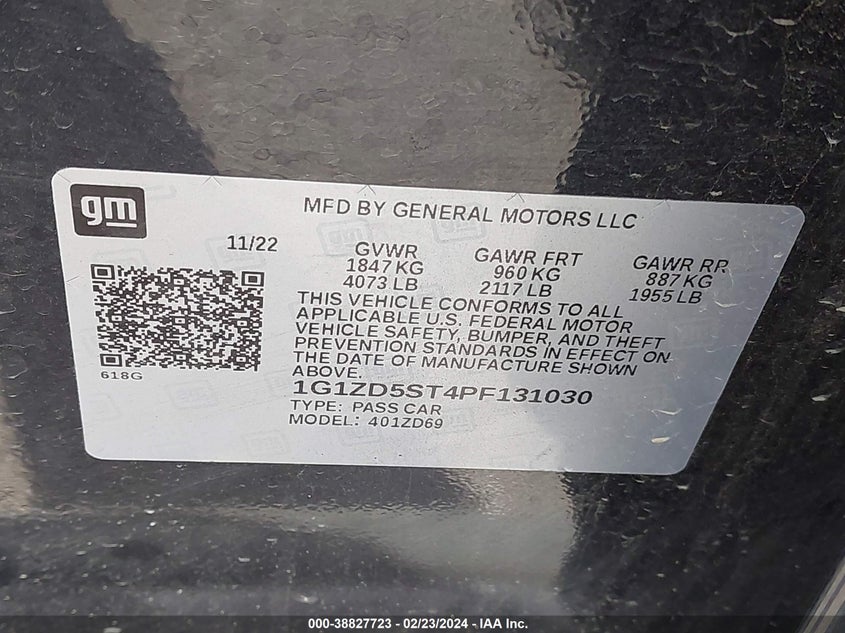 gm
MFD BY GENERAL MOTORS LLC
11/22
GVWR
1847 KG
4073 LB
GAWR FRT
960 KG
2117 LB
GAWR RR
887 KG
1955 LB
THIS VEHICLE CONFORMS TO ALL
APPLICABLE U.S. FEDERAL MOTOR
VEHICLE SAFETY, BUMPER, AND THEFT
PREVENTION STANDARDS IN EFFECT ON
THE DATE OF MANUFACTURE SHOWN
ABOVE.
618G
1G1ZD5ST4PF131030
TYPE: PASS CAR
MODEL: 401ZD69
000-38827723 - 02/23/2024 - IAA Inc.